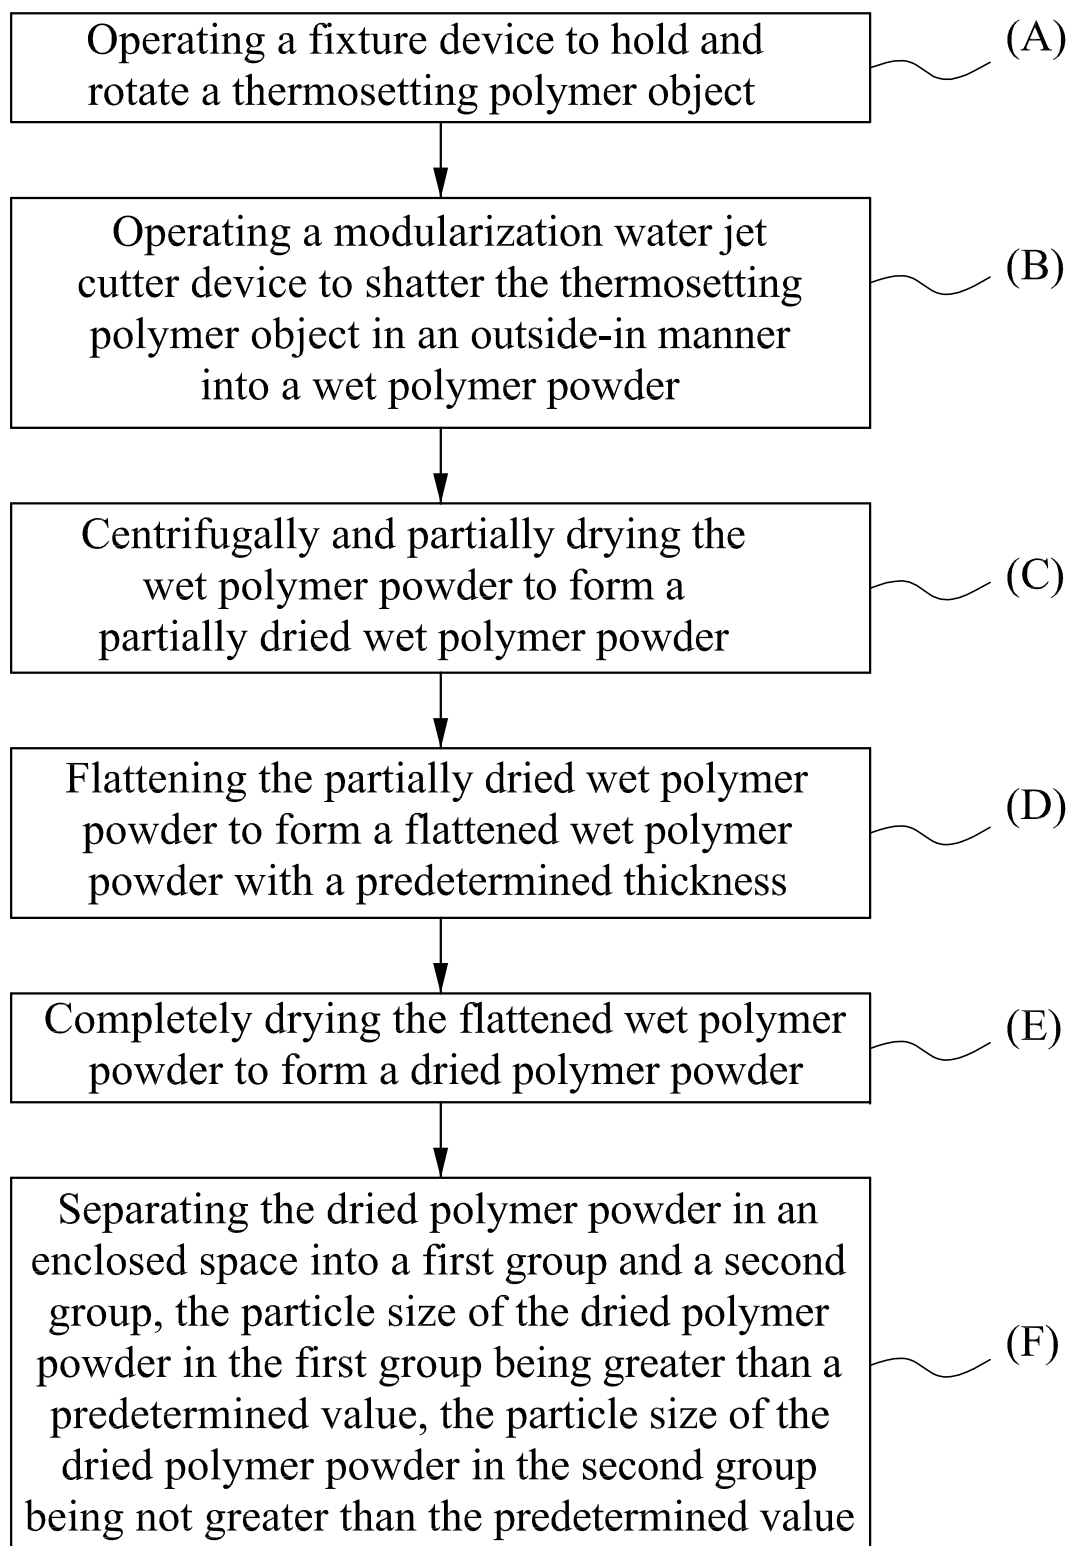 Operating a fixture device to hold and
rotate a thermosetting polymer object
(A)
Operating a modularization water jet
cutter device to shatter the thermosetting
polymer object in an outside-in manner
into a wet polymer powder
(B)
Centrifugally and partially drying the
wet polymer powder to form a
partially dried wet polymer powder
(C)
Flattening the partially dried wet polymer
powder to form a flattened wet polymer
powder with a predetermined thickness
(D)
Completely drying the flattened wet polymer
powder to form a dried polymer powder
(E)
Separating the dried polymer powder in an
enclosed space into a first group and a second
group, the particle size of the dried polymer
powder in the first group being greater than a
predetermined value, the particle size of the
dried polymer powder in the second group
being not greater than the predetermined value
(F)